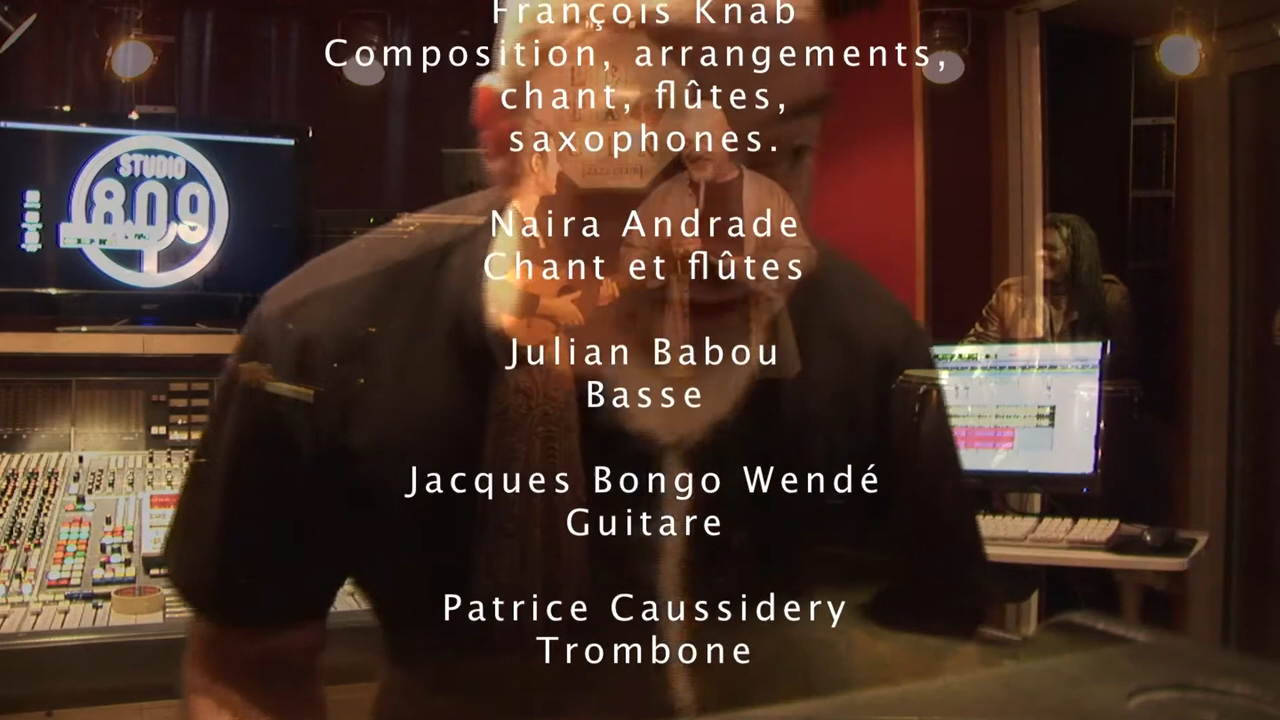 François Knab
Composition, arrangements,
chant, flûtes,
saxophones.
Naira Andrade
Chant et flûtes
Julian Babou
Basse
Jacques Bongo Wendé
Guitare
Patrice Caussidery
Trombone
STUDIO
809